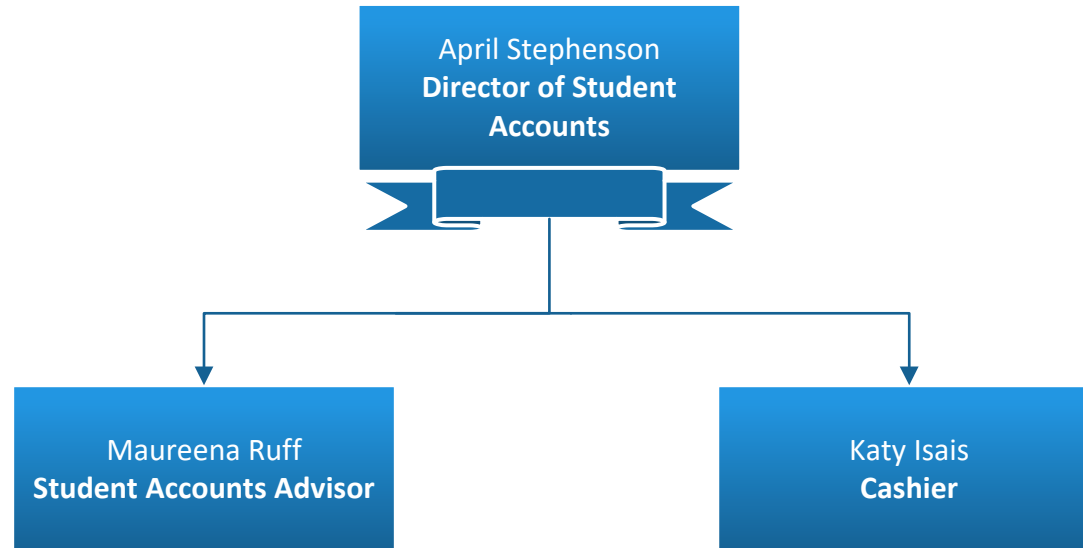 April Stephenson
Director of Student
Accounts
Maureena Ruff
Student Accounts Advisor
Katy Isais
Cashier